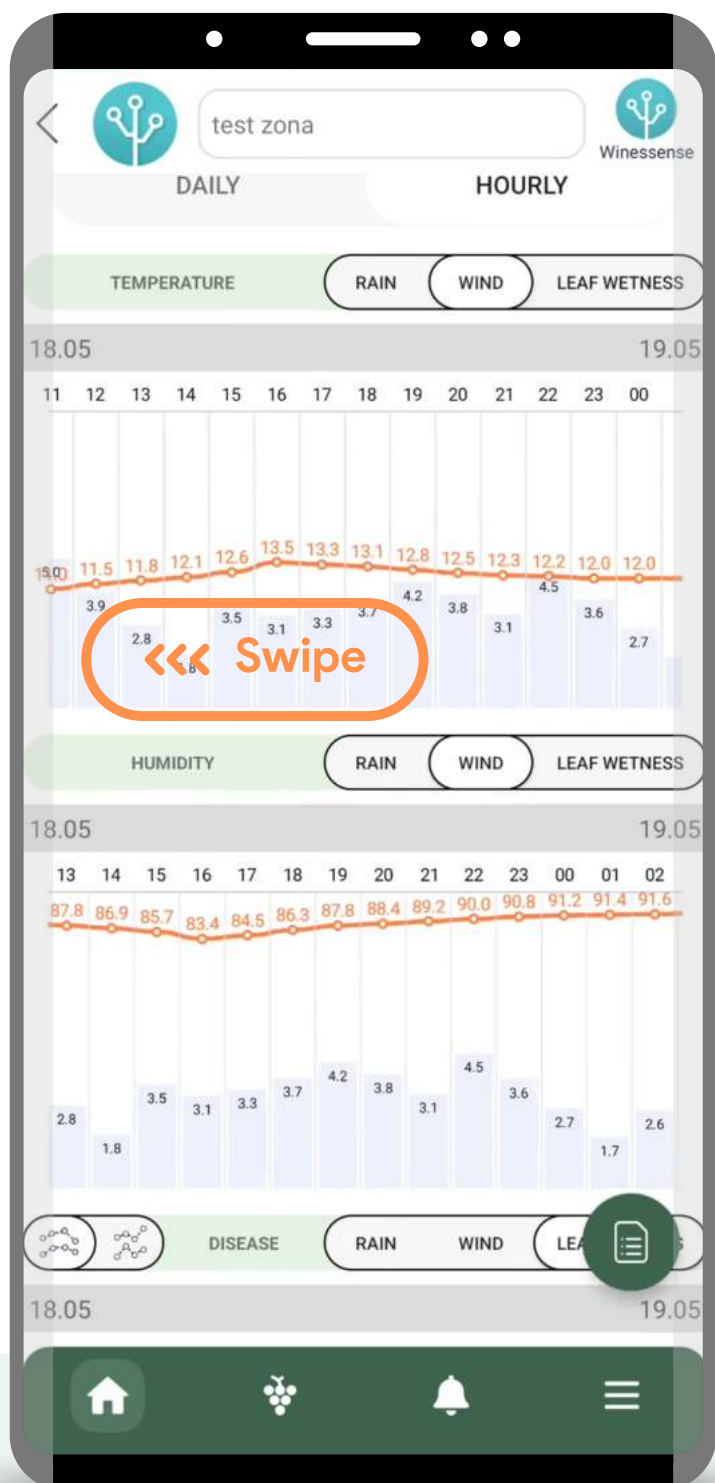 test zona
Winessense
DAILY HOURLY
TEMPERATURE RAIN WIND LEAF WETNESS
18.05 19.05
11 12 13 14 15 16 17 18 19 20 21 22 23 00
11.5 11.8 12.1 12.6 13.5 13.3 13.1 12.8 12.5 12.3 12.2 12.0 12.0
5.0 3.9 2.8 3.5 3.1 3.3 3.7 4.2 3.8 3.1 4.5 3.6 2.7
Swipe
HUMIDITY RAIN WIND LEAF WETNESS
18.05 19.05
13 14 15 16 17 18 19 20 21 22 23 00 01 02
87.8 86.9 85.7 83.4 84.5 86.3 87.8 88.4 89.2 90.0 90.8 91.2 91.4 91.6
2.8 1.8 3.5 3.1 3.3 3.7 4.2 3.8 3.1 4.5 3.6 2.7 1.7 2.6
DISEASE RAIN WIND
18.05 19.05